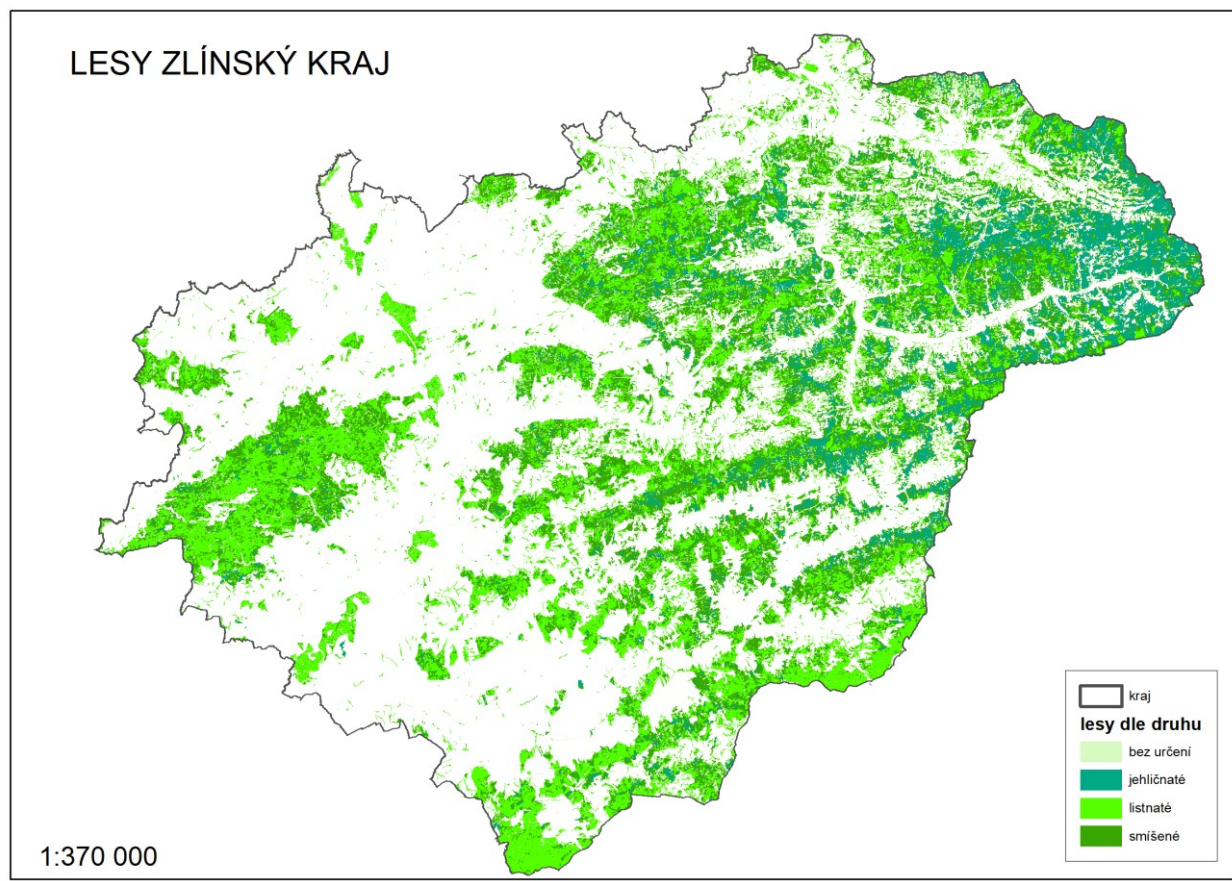 LESY ZLÍNSKÝ KRAJ
kraj
lesy dle druhu
bez určení
jehličnaté
listnaté
smíšené
1:370 000